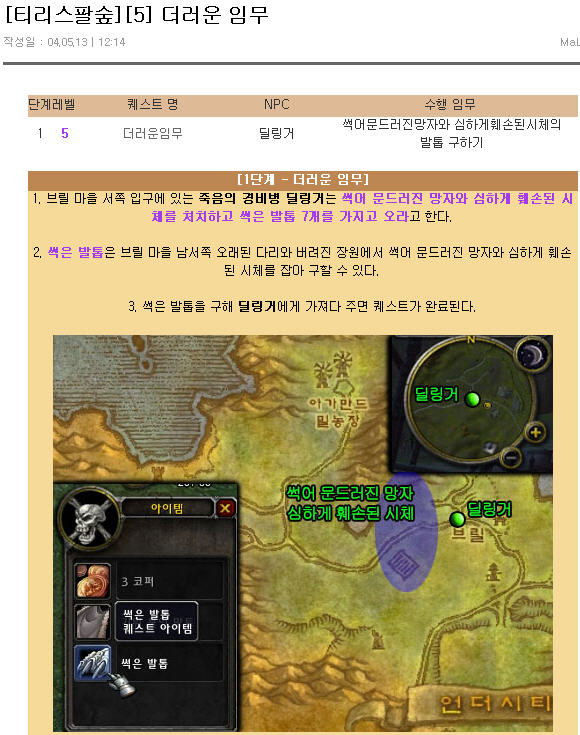 [티리스팔숲][5] 더러운 임무
작성일 : 04.05.13 | 12:14
MaL
단계레벨 퀘스트 명 NPC 수행 임무
1 5 더러운임무 딜링거 썩어문드러진망자와 심하게훼손된시체의
발톱 구하기
[1단계 - 더러운 임무]
1. 브릴 마을 서쪽 입구에 있는 죽음의 경비병 딜링거는 썩어 문드러진 망자와 심하게 훼손된 시
체를 처치하고 썩은 발톱 7개를 가지고 오라고 한다.
2. 썩은 발톱은 브릴 마을 남서쪽 오래된 다리와 버려진 장원에서 썩어 문드러진 망자와 심하게 훼손
된 시체를 잡아 구할 수 있다.
3. 썩은 발톱을 구해 딜링거에게 가져다 주면 퀘스트가 완료된다.
N
딜링거
아가만드
밀농장
썩어 문드러진 망자
심하게 훼손된 시체
딜링거
브릴
아이템
3 코퍼
썩은 발톱
퀘스트 아이템
썩은 발톱
언더시티